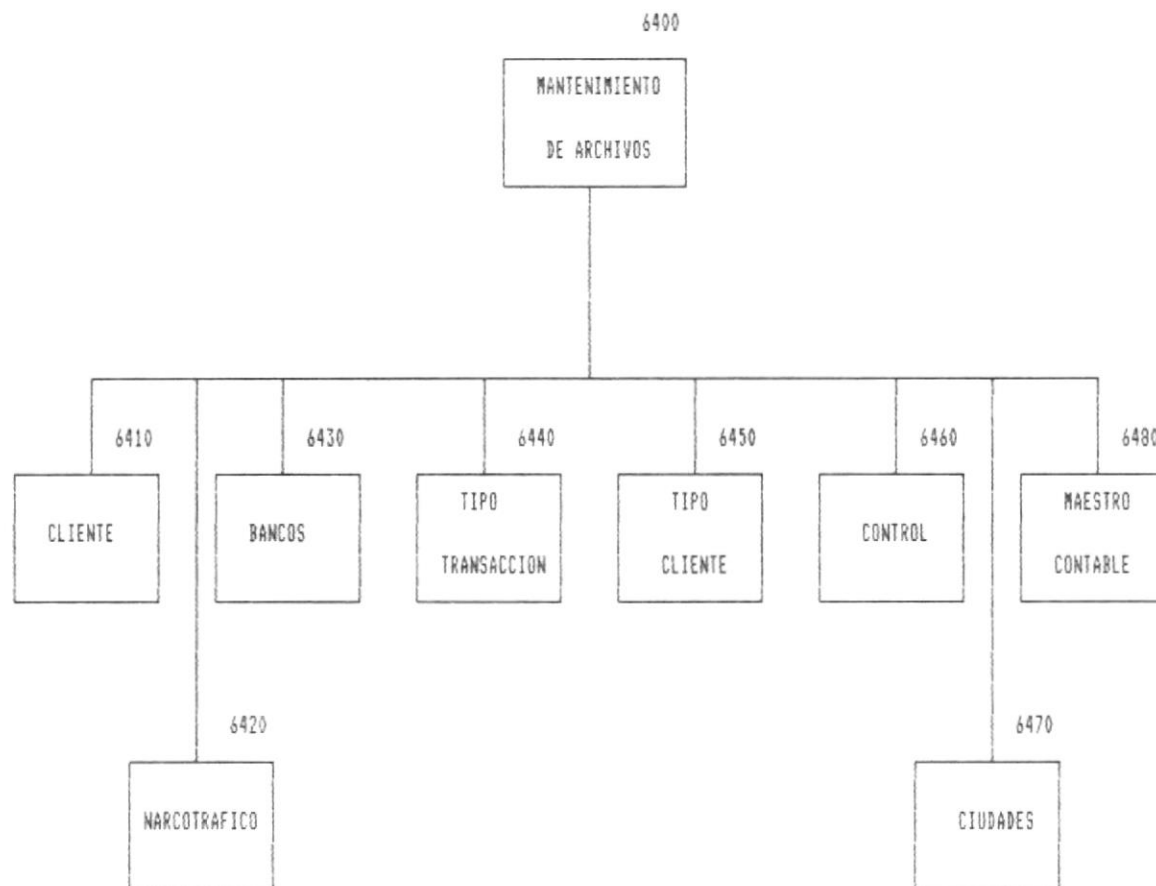 6400
MANTENIMIENTO
DE ARCHIVOS
6410
6430
6440
6450
6460
6480
CLIENTE
BANCOS
TIPO
TRANSACCION
TIPO
CLIENTE
CONTROL
MAESTRO
CONTABLE
6420
6470
NARCOTRAFICO
CIUDADES